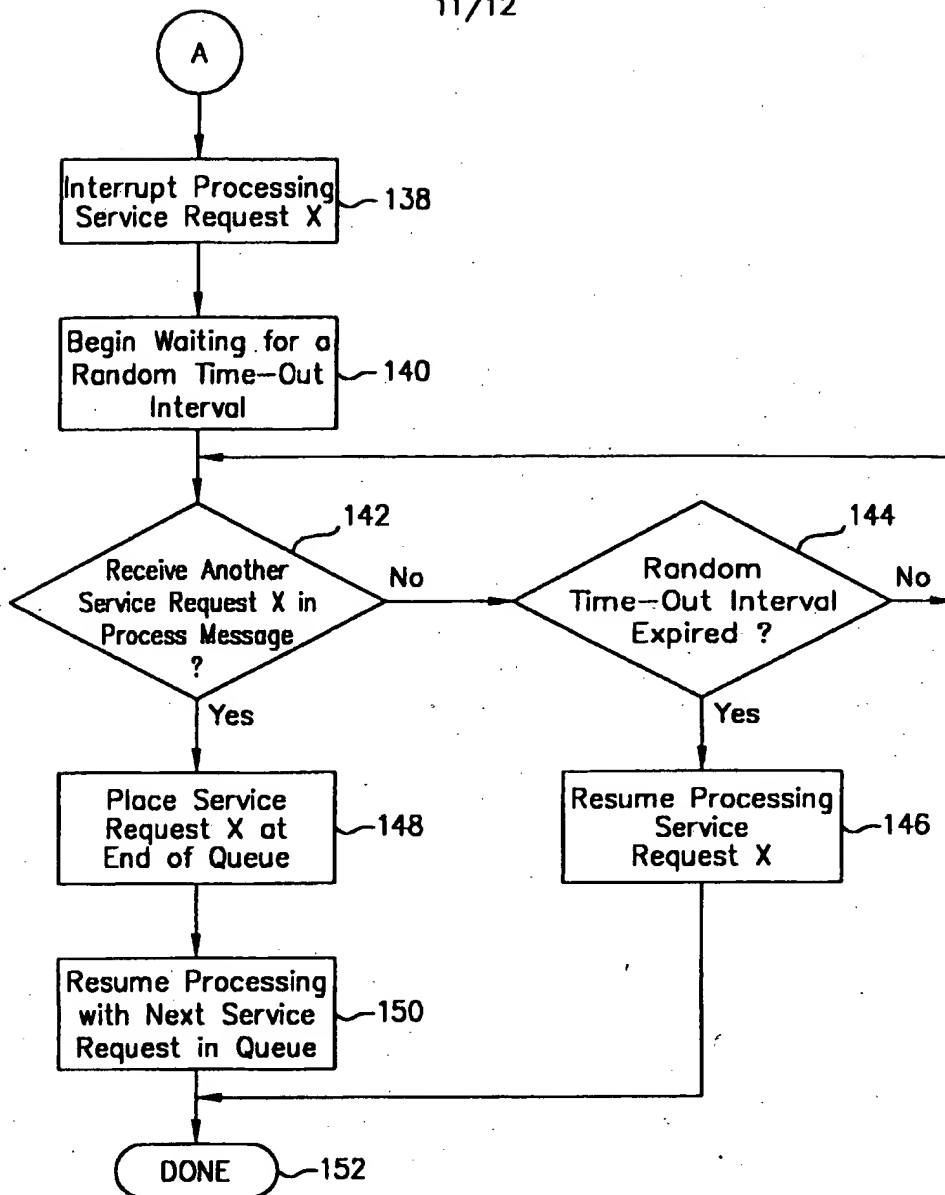 11/12
A
Interrupt Processing
Service Request X
138
Begin Waiting for a
Random Time-Out
Interval
140
142
Receive Another
Service Request X in
Process Message
?
No
Yes
144
Random
Time-Out Interval
Expired ?
No
Yes
Place Service
Request X at
End of Queue
148
Resume Processing
Service
Request X
146
Resume Processing
with Next Service
Request in Queue
150
DONE
152